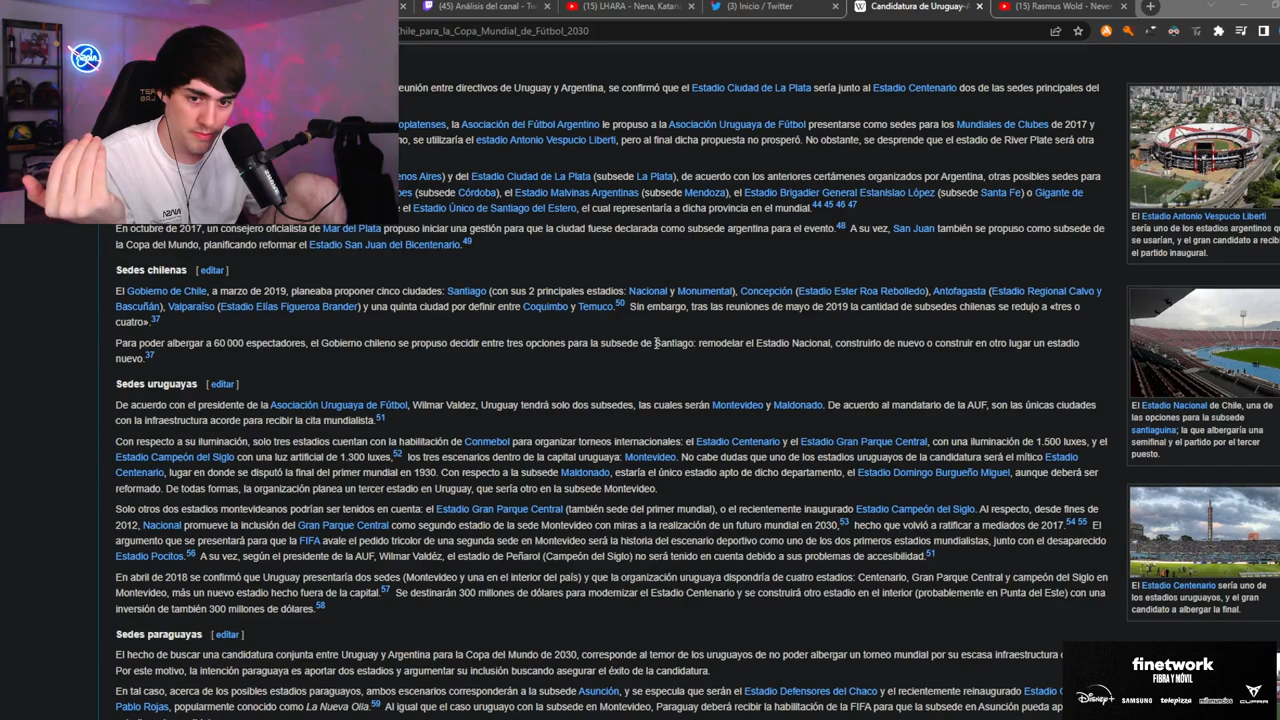 (45) Análisis del canal - Tw
(15) LHARA - Nena, Katana
(3) Inicio / Twitter
Candidatura de Uruguay-A
(15) Rasmus Wold - Never
Chile_para_la_Copa_Mundial_de_Fútbol_2030
eunión entre directivos de Uruguay y Argentina, se confirmó que el Estadio Ciudad de La Plata sería junto al Estadio Centenario dos de las sedes principales del
oplatenses, la Asociación del Fútbol Argentino le propuso a la Asociación Uruguaya de Fútbol presentarse como sedes para los Mundiales de Clubes de 2017 y
no, se utilizaría el estadio Antonio Vespucio Liberti, pero al final dicha propuesta no prosperó. No obstante, se desprende que el estadio de River Plate será otra
enos Aires) y del Estadio Ciudad de La Plata (subsede La Plata), de acuerdo con los anteriores certámenes organizados por Argentina, otras posibles sedes para
es (subsede Córdoba), el Estadio Malvinas Argentinas (subsede Mendoza), el Estadio Brigadier General Estanislao López (subsede Santa Fe) o Gigante de
el Estadio Único de Santiago del Estero, el cual representaría a dicha provincia en el mundial.44 45 46 47
En octubre de 2017, un consejero oficialista de Mar del Plata propuso iniciar una gestión para que la ciudad fuese declarada como subsede argentina para el evento.48 A su vez, San Juan también se propuso como subsede de
la Copa del Mundo, planificando reformar el Estadio San Juan del Bicentenario.49
Sedes chilenas [editar]
El Gobierno de Chile, a marzo de 2019, planeaba proponer cinco ciudades: Santiago (con sus 2 principales estadios: Nacional y Monumental), Concepción (Estadio Ester Roa Rebolledo), Antofagasta (Estadio Regional Calvo y
Bascuñán), Valparaíso (Estadio Elías Figueroa Brander) y una quinta ciudad por definir entre Coquimbo y Temuco.50 Sin embargo, tras las reuniones de mayo de 2019 la cantidad de subsedes chilenas se redujo a «tres o
cuatro».37
Para poder albergar a 60 000 espectadores, el Gobierno chileno se propuso decidir entre tres opciones para la subsede de Santiago: remodelar el Estadio Nacional, construirlo de nuevo o construir en otro lugar un estadio
nuevo.37
Sedes uruguayas [editar]
De acuerdo con el presidente de la Asociación Uruguaya de Fútbol, Wilmar Valdez, Uruguay tendrá solo dos subsedes, las cuales serán Montevideo y Maldonado. De acuerdo al mandatario de la AUF, son las únicas ciudades
con la infraestructura acorde para recibir la cita mundialista.51
Con respecto a su iluminación, solo tres estadios cuentan con la habilitación de Conmebol para organizar torneos internacionales: el Estadio Centenario y el Estadio Gran Parque Central, con una iluminación de 1.500 luxes, y el
Estadio Campeón del Siglo con una luz artificial de 1.300 luxes,52 los tres escenarios dentro de la capital uruguaya: Montevideo. No cabe dudas que uno de los estadios uruguayos de la candidatura será el mítico Estadio
Centenario, lugar en donde se disputó la final del primer mundial en 1930. Con respecto a la subsede Maldonado, estaría el único estadio apto de dicho departamento, el Estadio Domingo Burgueño Miguel, aunque deberá ser
reformado. De todas formas, la organización planea un tercer estadio en Uruguay, que sería otro en la subsede Montevideo.
Solo otros dos estadios montevideanos podrían ser tenidos en cuenta: el Estadio Gran Parque Central (también sede del primer mundial), o el recientemente inaugurado Estadio Campeón del Siglo. Al respecto, desde fines de
2012, Nacional promueve la inclusión del Gran Parque Central como segundo estadio de la sede Montevideo con miras a la realización de un futuro mundial en 2030,53 hecho que volvió a ratificar a mediados de 2017.54 55 El
argumento que se presentará para que la FIFA avale el pedido tricolor de una segunda sede en Montevideo será la historia del escenario deportivo como uno de los dos primeros estadios mundialistas, junto con el desaparecido
Estadio Pocitos.56 A su vez, según el presidente de la AUF, Wilmar Valdéz, el estadio de Peñarol (Campeón del Siglo) no será tenido en cuenta debido a sus problemas de accesibilidad.51
En abril de 2018 se confirmó que Uruguay presentaría dos sedes (Montevideo y una en el interior del país) y que la organización uruguaya dispondría de cuatro estadios: Centenario, Gran Parque Central y campeón del Siglo en
Montevideo, más un nuevo estadio hecho fuera de la capital.57 Se destinarán 300 millones de dólares para modernizar el Estadio Centenario y se construirá otro estadio en el interior (probablemente en Punta del Este) con una
inversión de también 300 millones de dólares.58
Sedes paraguayas [editar]
El hecho de buscar una candidatura conjunta entre Uruguay y Argentina para la Copa del Mundo de 2030, corresponde al temor de los uruguayos de no poder albergar un torneo mundial por su escasa infraestructura
Por este motivo, la intención paraguaya es aportar dos estadios y argumentar su inclusión buscando asegurar el éxito de la candidatura.
En tal caso, acerca de los posibles estadios paraguayos, ambos escenarios corresponderán a la subsede Asunción, y se especula que serán el Estadio Defensores del Chaco y el recientemente reinaugurado Estadio
Pablo Rojas, popularmente conocido como La Nueva Olla.59 Al igual que el caso uruguayo con la subsede en Montevideo, Paraguay deberá recibir la habilitación de la FIFA para que la subsede en Asunción pueda
El Estadio Antonio Vespucio Liberti
sería uno de los estadios argentinos que
se usarían, y el gran candidato a recibi
el partido inaugural.
El Estadio Nacional de Chile, una de
las opciones para la subsede
santiaguina; la que albergaría una
semifinal y el partido por el tercer
puesto.
El Estadio Centenario sería uno de
los estadios uruguayos, y el gran
candidato a albergar la final.
finetwork
FIBRA Y MÓVIL
Disney+ SAMSUNG telepizza milanuncios CUPRA